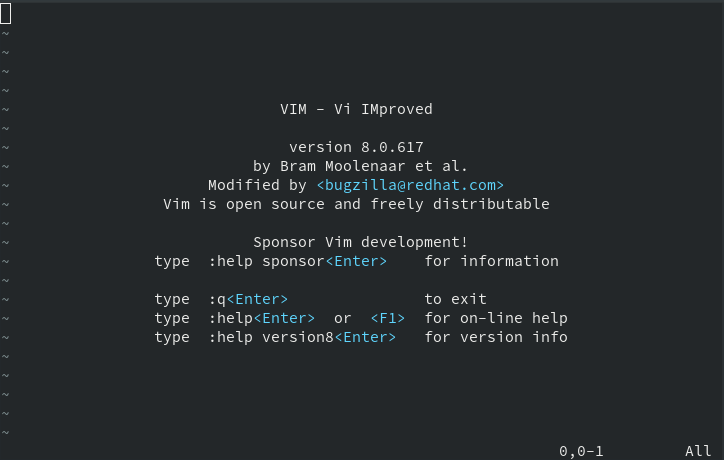 ~
~
~
~
VIM - Vi IMproved
~
~
version 8.0.617
~
by Bram Moolenaar et al.
~
Modified by <bugzilla@redhat.com>
~
Vim is open source and freely distributable
~
~
Sponsor Vim development!
~
type :help sponsor<Enter> for information
~
~
type :q<Enter> to exit
~
type :help<Enter> or <F1> for on-line help
~
type :help version8<Enter> for version info
~
~
~
~
~
0,0-1 All